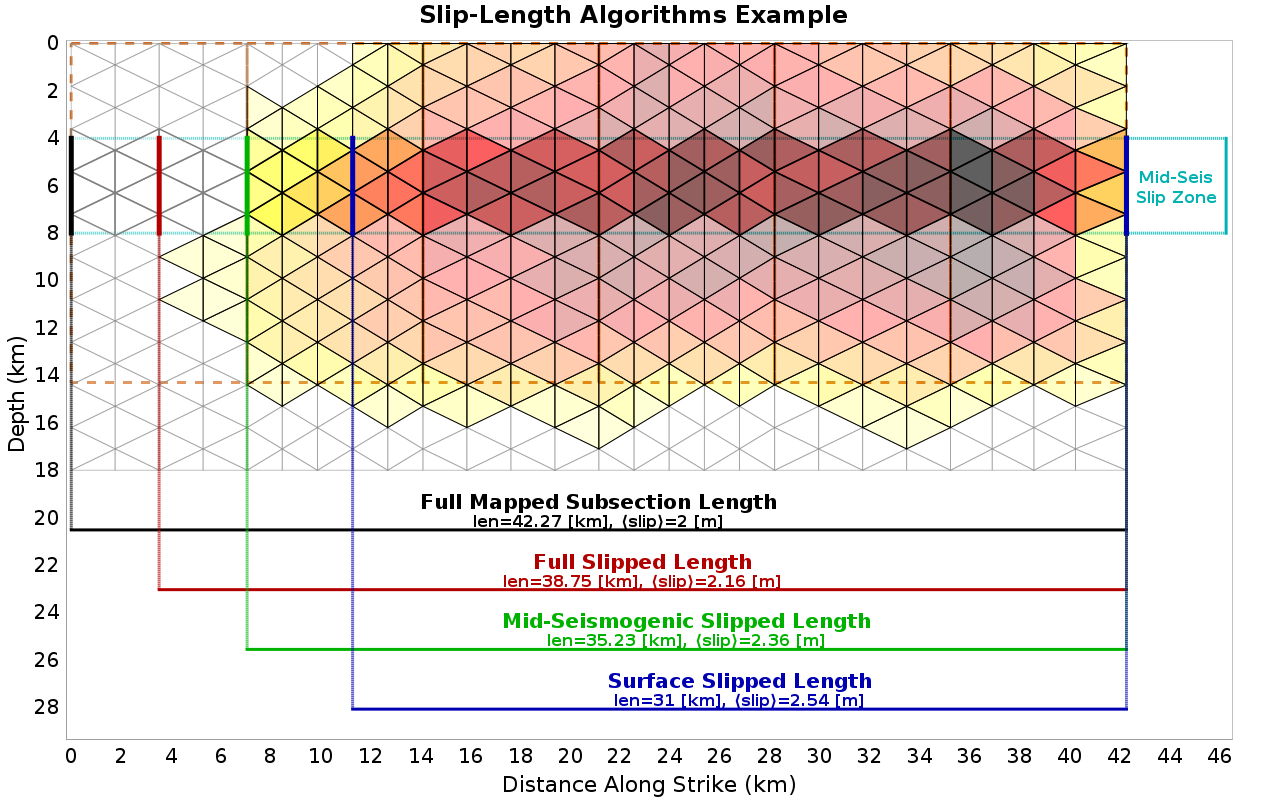 Slip-Length Algorithms Example
0
2
4
6
8
10
12
14
16
18
20
22
24
26
28
Depth (km)
Mid-Seis
Slip Zone
Full Mapped Subsection Length
len=42.27 [km], ⟨slip⟩=2 [m]
Full Slipped Length
len=38.75 [km], ⟨slip⟩=2.16 [m]
Mid-Seismogenic Slipped Length
len=35.23 [km], ⟨slip⟩=2.36 [m]
Surface Slipped Length
len=31 [km], ⟨slip⟩=2.54 [m]
0 2 4 6 8 10 12 14 16 18 20 22 24 26 28 30 32 34 36 38 40 42 44 46
Distance Along Strike (km)